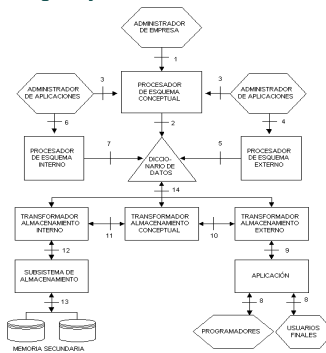 ADMINISTRADOR
DE EMPRESA
1
ADMINISTRADOR
DE APLICACIONES
3
PROCESADOR
DE ESQUEMA
CONCEPTUAL
3
ADMINISTRADOR
DE APLICACIONES
6
2
4
PROCESADOR
DE ESQUEMA
INTERNO
7
DICCIO-
NARIO DE
DATOS
5
PROCESADOR
DE ESQUEMA
EXTERNO
14
TRANSFORMADOR
ALMACENAMIENTO
INTERNO
11
TRANSFORMADOR
ALMACENAMIENTO
CONCEPTUAL
10
TRANSFORMADOR
ALMACENAMIENTO
EXTERNO
12
9
SUBSISTEMA DE
ALMACENAMIENTO
APLICACIÓN
13
8
8
PROGRAMADORES
USUARIOS
FINALES
MEMORIA SECUNDARIA